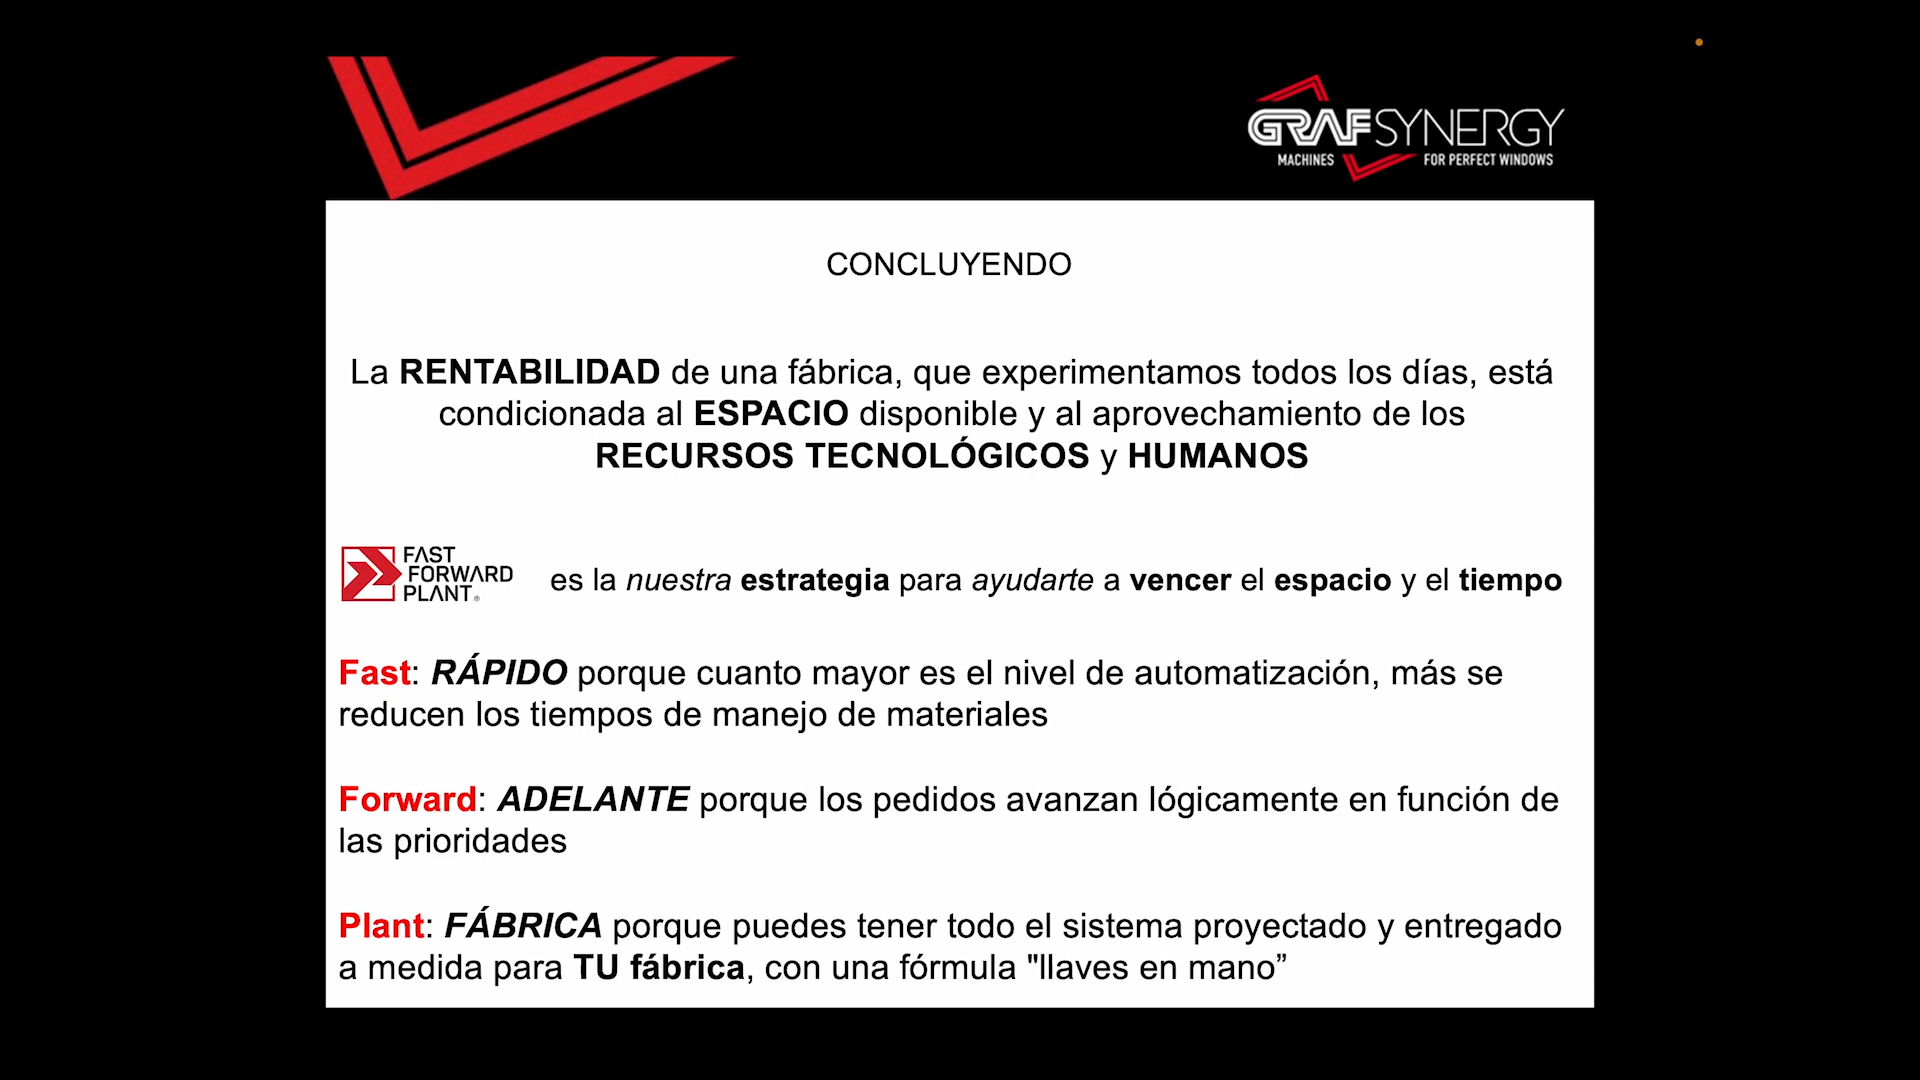 GRAFSYNERGY
MACHINES FOR PERFECT WINDOWS
CONCLUYENDO
La RENTABILIDAD de una fábrica, que experimentamos todos los días, está
condicionada al ESPACIO disponible y al aprovechamiento de los
RECURSOS TECNOLÓGICOS y HUMANOS
FAST
FORWARD
PLANT®
es la nuestra estrategia para ayudarte a vencer el espacio y el tiempo
Fast: RÁPIDO porque cuanto mayor es el nivel de automatización, más se
reducen los tiempos de manejo de materiales
Forward: ADELANTE porque los pedidos avanzan lógicamente en función de
las prioridades
Plant: FÁBRICA porque puedes tener todo el sistema proyectado y entregado
a medida para TU fábrica, con una fórmula "llaves en mano”